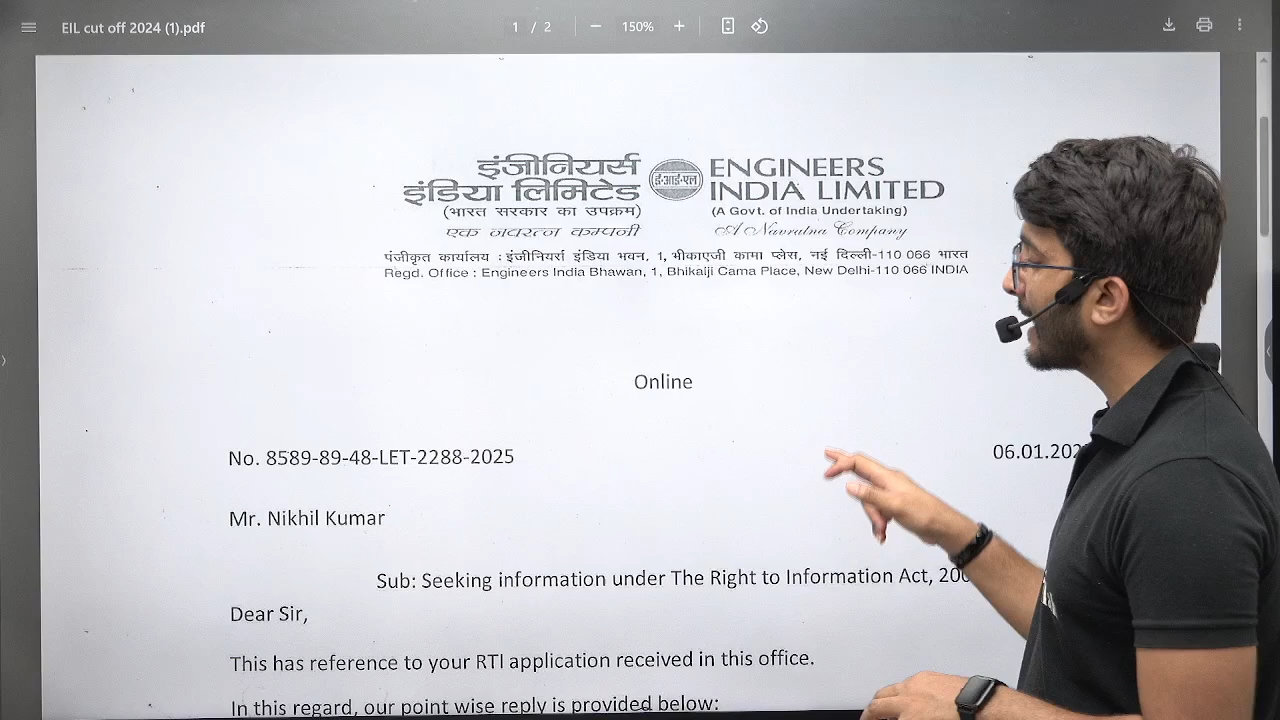 EIL cut off 2024 (1).pdf
1 / 2
150%
इंजीनियर्स
इंडिया लिमिटेड
(भारत सरकार का उपक्रम)
एक नवरत्न कम्पनी
ई·आई·एल
ENGINEERS
INDIA LIMITED
(A Govt. of India Undertaking)
A Navratna Company
पंजीकृत कार्यालय : इंजीनियर्स इंडिया भवन, 1, भीकाएजी कामा प्लेस, नई दिल्ली-110 066 भारत
Regd. Office : Engineers India Bhawan, 1, Bhikaiji Cama Place, New Delhi-110 066 INDIA
Online
No. 8589-89-48-LET-2288-2025
06.01.202
Mr. Nikhil Kumar
Sub: Seeking information under The Right to Information Act, 200
Dear Sir,
This has reference to your RTI application received in this office.
In this regard, our point wise reply is provided below: